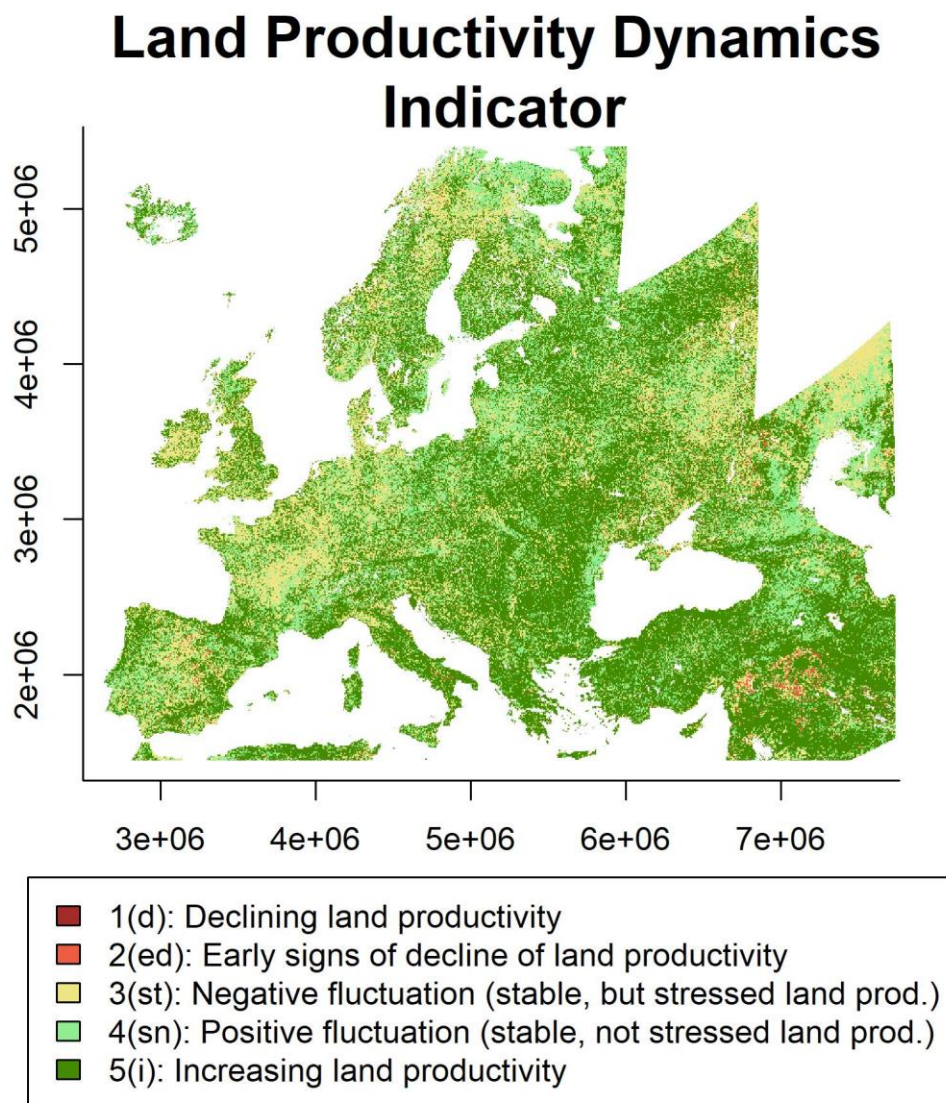 Land Productivity Dynamics
Indicator
5e+06
4e+06
3e+06
2e+06
3e+06 4e+06 5e+06 6e+06 7e+06
1(d): Declining land productivity
2(ed): Early signs of decline of land productivity
3(st): Negative fluctuation (stable, but stressed land prod.)
4(sn): Positive fluctuation (stable, not stressed land prod.)
5(i): Increasing land productivity